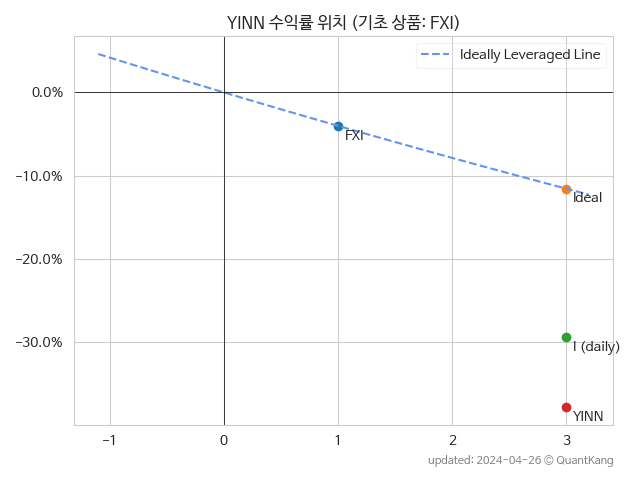 YINN 수익률 위치 (기초 상품: FXI)
Ideally Leveraged Line
0.0%
FXI
−10.0%
Ideal
−20.0%
−30.0%
I (daily)
YINN
−1
0
1
2
3
updated: 2024-04-26 © QuantKang